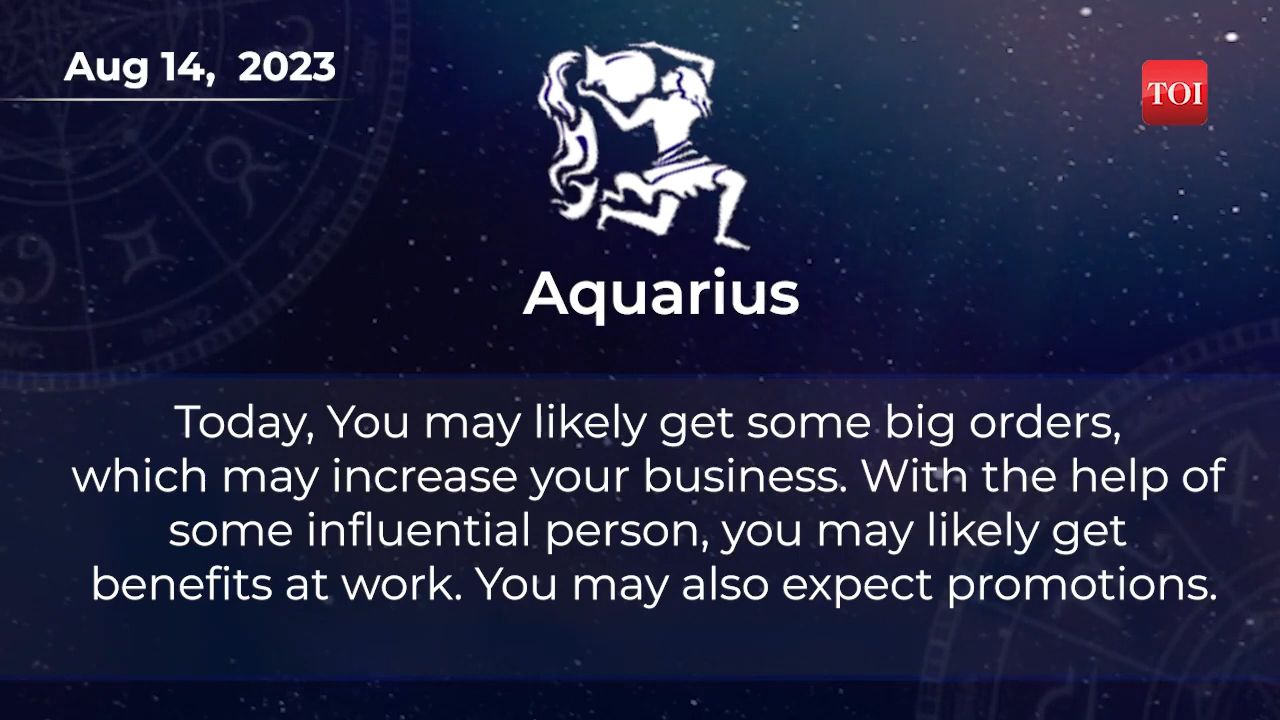 Aug 14, 2023
TOI
Aquarius
Today, You may likely get some big orders,
which may increase your business. With the help of
some influential person, you may likely get
benefits at work. You may also expect promotions.